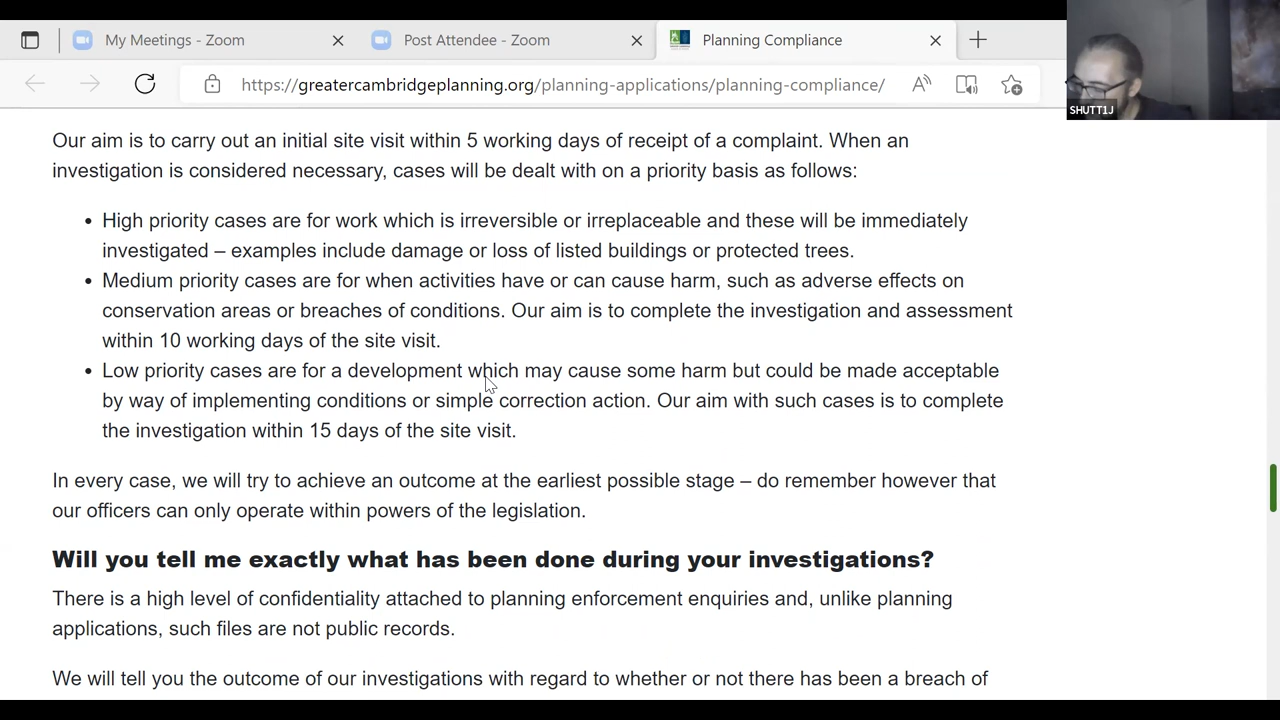 My Meetings - Zoom
Post Attendee - Zoom
Planning Compliance
https://greatercambridgeplanning.org/planning-applications/planning-compliance/
SHUTT1J
Our aim is to carry out an initial site visit within 5 working days of receipt of a complaint. When an
investigation is considered necessary, cases will be dealt with on a priority basis as follows:
• High priority cases are for work which is irreversible or irreplaceable and these will be immediately
investigated – examples include damage or loss of listed buildings or protected trees.
• Medium priority cases are for when activities have or can cause harm, such as adverse effects on
conservation areas or breaches of conditions. Our aim is to complete the investigation and assessment
within 10 working days of the site visit.
• Low priority cases are for a development which may cause some harm but could be made acceptable
by way of implementing conditions or simple correction action. Our aim with such cases is to complete
the investigation within 15 days of the site visit.
In every case, we will try to achieve an outcome at the earliest possible stage – do remember however that
our officers can only operate within powers of the legislation.
Will you tell me exactly what has been done during your investigations?
There is a high level of confidentiality attached to planning enforcement enquiries and, unlike planning
applications, such files are not public records.
We will tell you the outcome of our investigations with regard to whether or not there has been a breach of